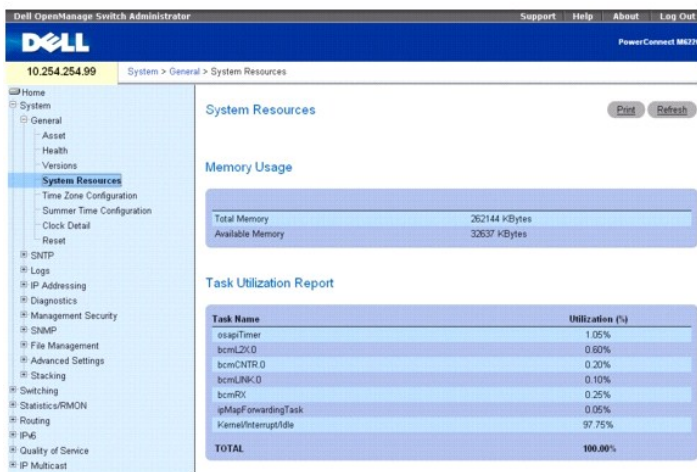 Dell OpenManage Switch Administrator
Support Help About Log Out
DELL
PowerConnect M6220
10.254.254.99
System > General > System Resources
Home
System
General
Asset
Health
Versions
System Resources
Time Zone Configuration
Summer Time Configuration
Clock Detail
Reset
SNTP
Logs
IP Addressing
Diagnostics
Management Security
SNMP
File Management
Advanced Settings
Stacking
Switching
Statistics/RMON
Routing
IPv6
Quality of Service
IP Multicast
System Resources
Print Refresh
Memory Usage
Total Memory 262144 KBytes
Available Memory 32637 KBytes
Task Utilization Report
Task Name Utilization (%)
osapiTimer 1.05%
bcmL2X.0 0.60%
bcmCNTR.0 0.20%
bcmLINK.0 0.10%
bcmRX 0.25%
ipMapForwardingTask 0.05%
Kernel/Interrupt/Idle 97.75%
TOTAL 100.00%